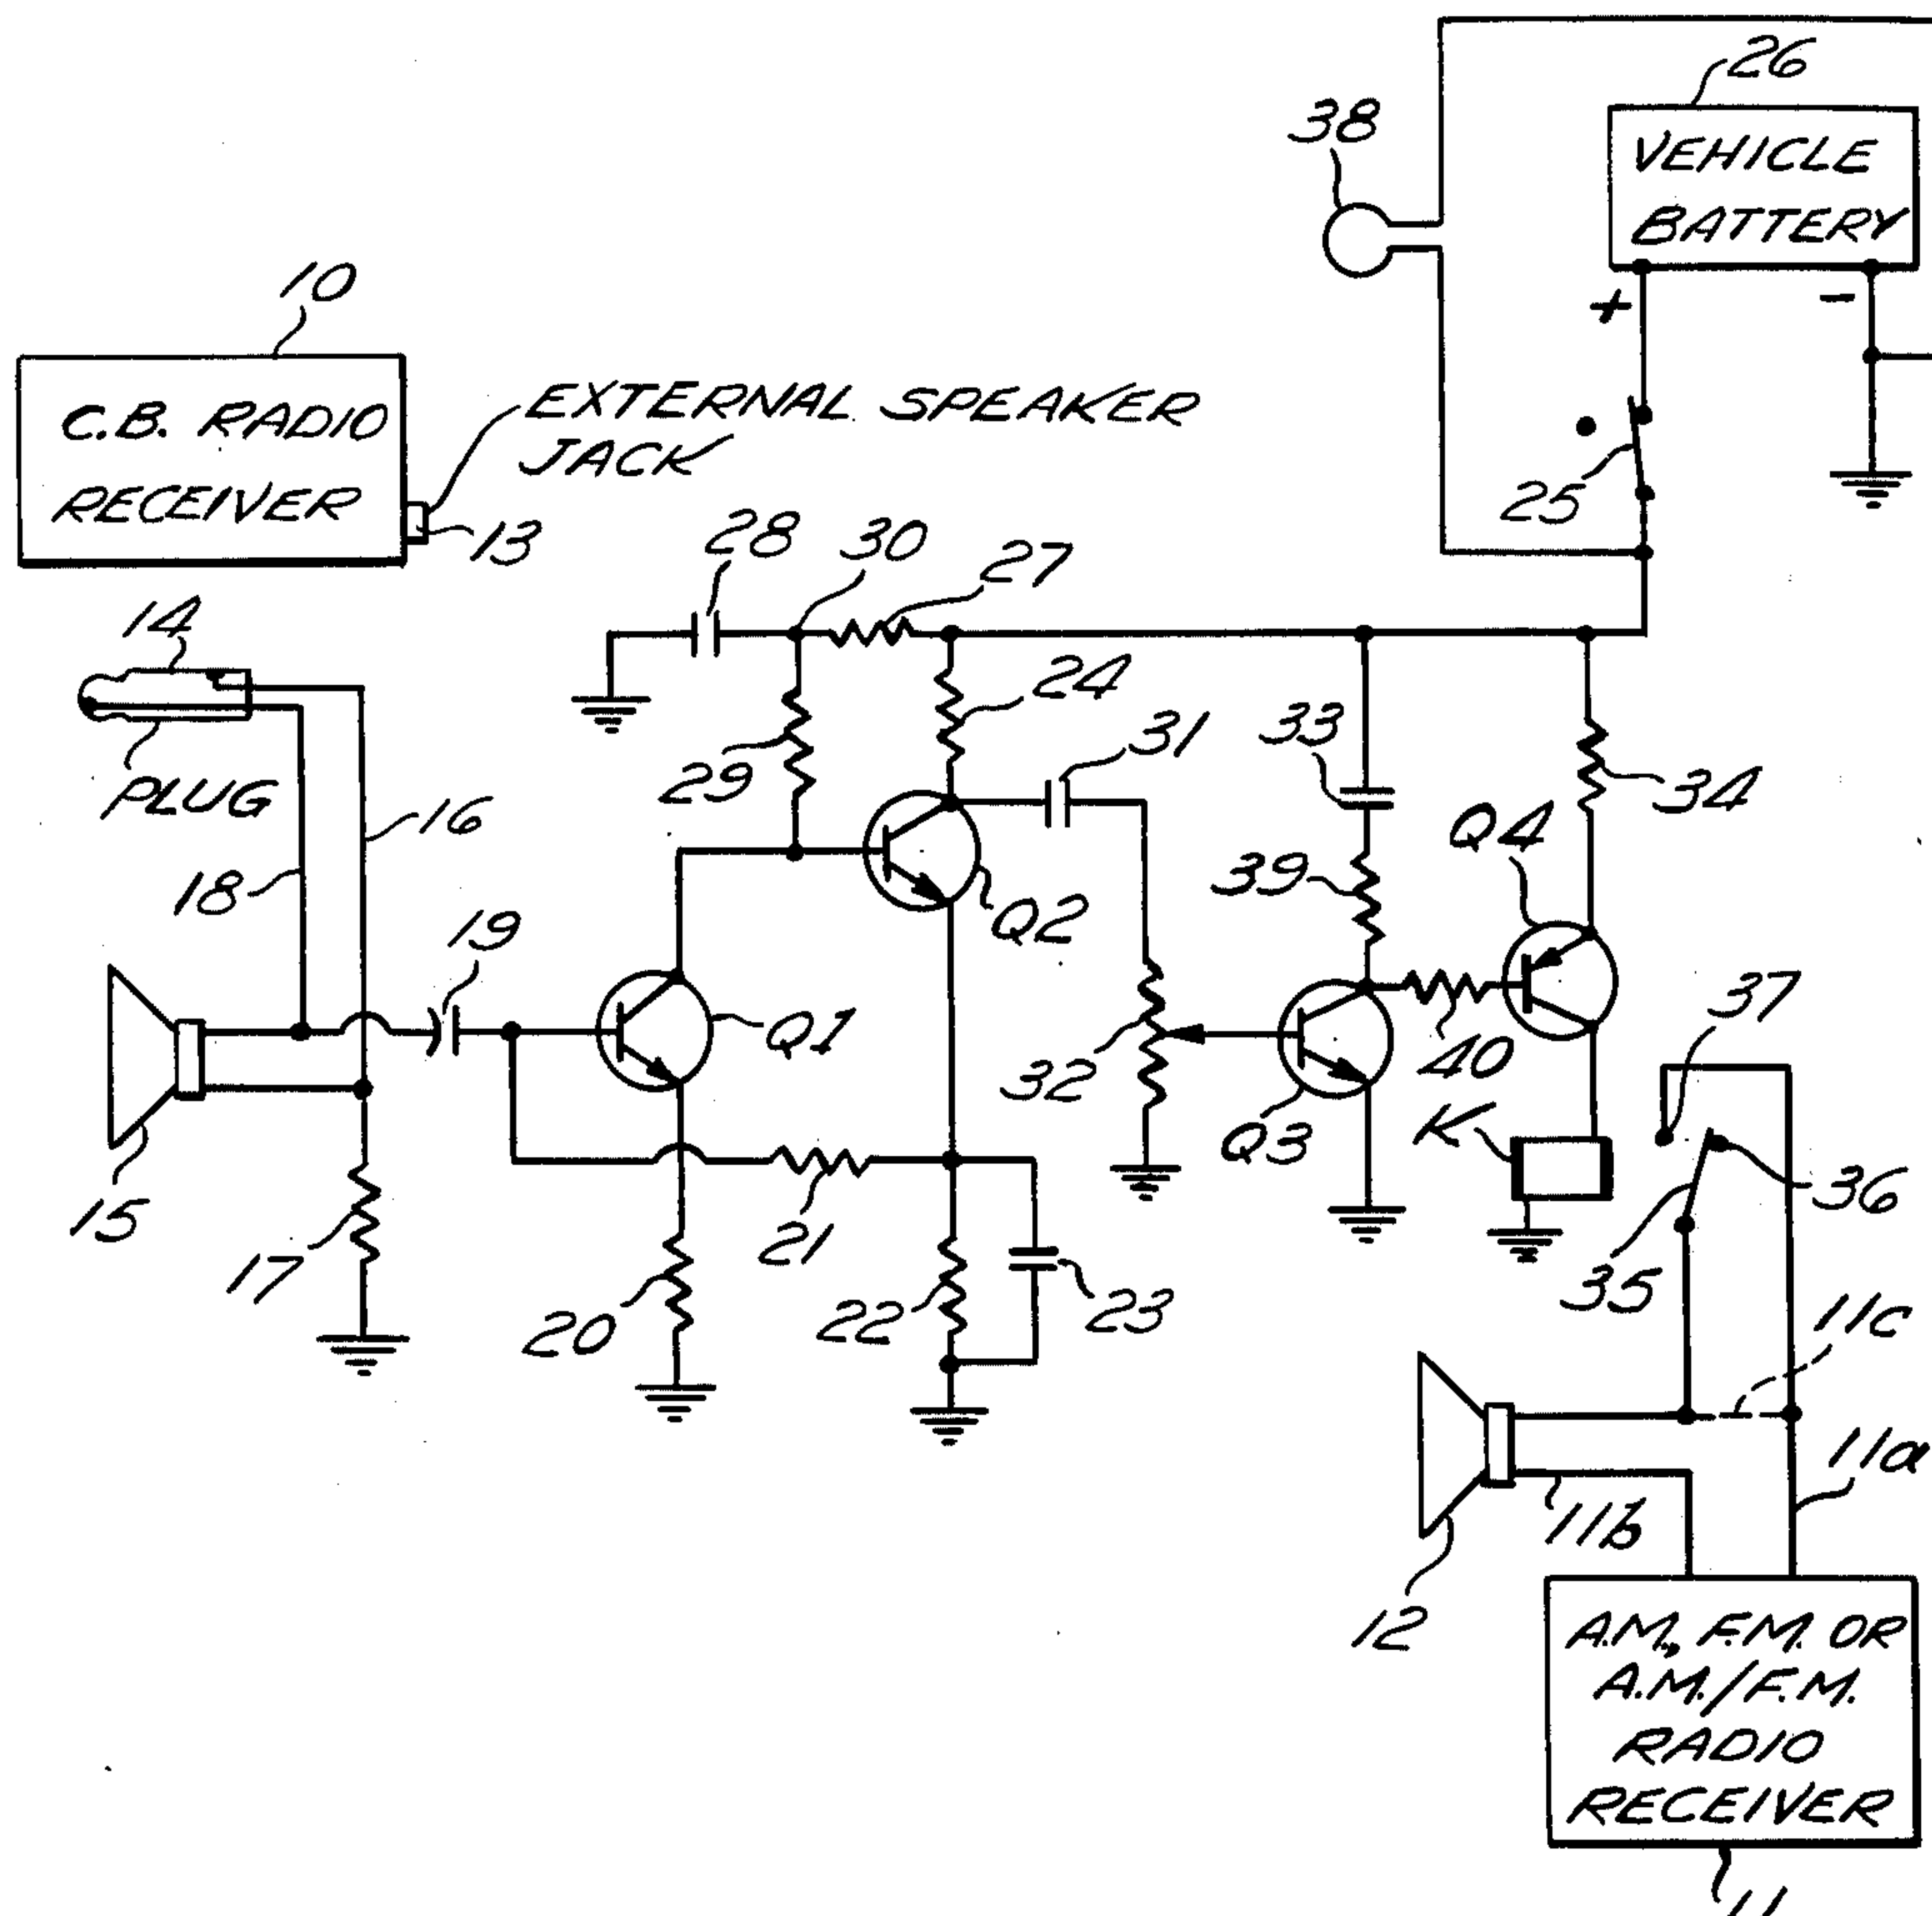 26
38
VEHICLE
BATTERY
10
+
-
C.B. RADIO
RECEIVER
EXTERNAL SPEAKER
JACK
13
25
28
30
27
14
PLUG
24
29
31
33
34
16
18
Q4
39
19
Q2
Q1
32
40
37
Q3
K
36
15
17
21
35
20
22
23
11c
11a
11b
12
A.M., F.M. OR
A.M./F.M.
RADIO
RECEIVER
11